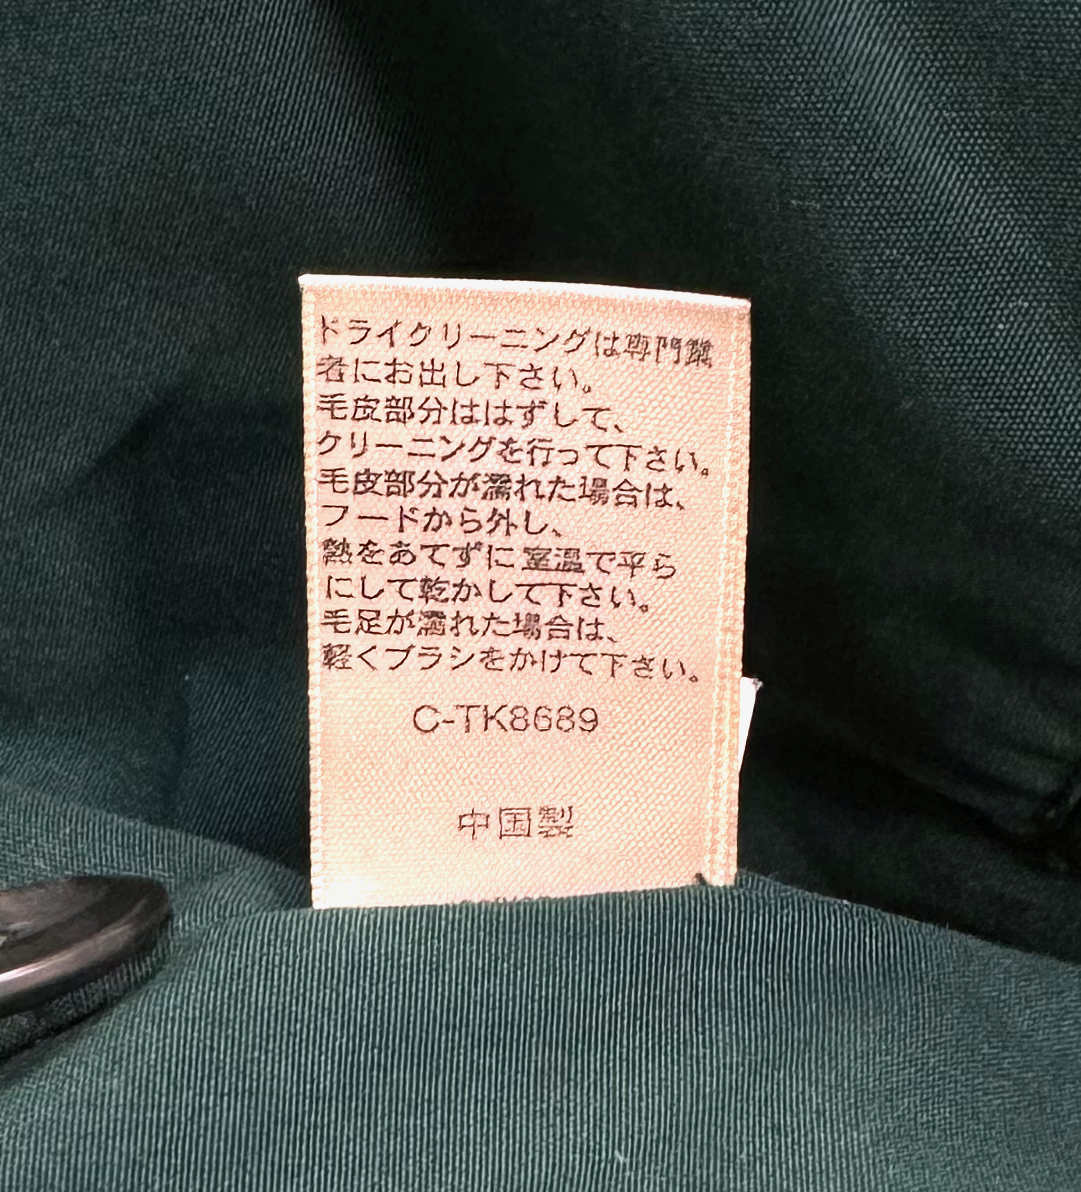 ドライクリーニングは専門業
者にお出し下さい。
毛皮部分ははずして、
クリーニングを行って下さい。
毛皮部分が濡れた場合は、
フードから外し、
熱をあてずに室温で平ら
にして乾かして下さい。
毛足が濡れた場合は、
軽くブラシをかけて下さい。
C-TK8689
中国製